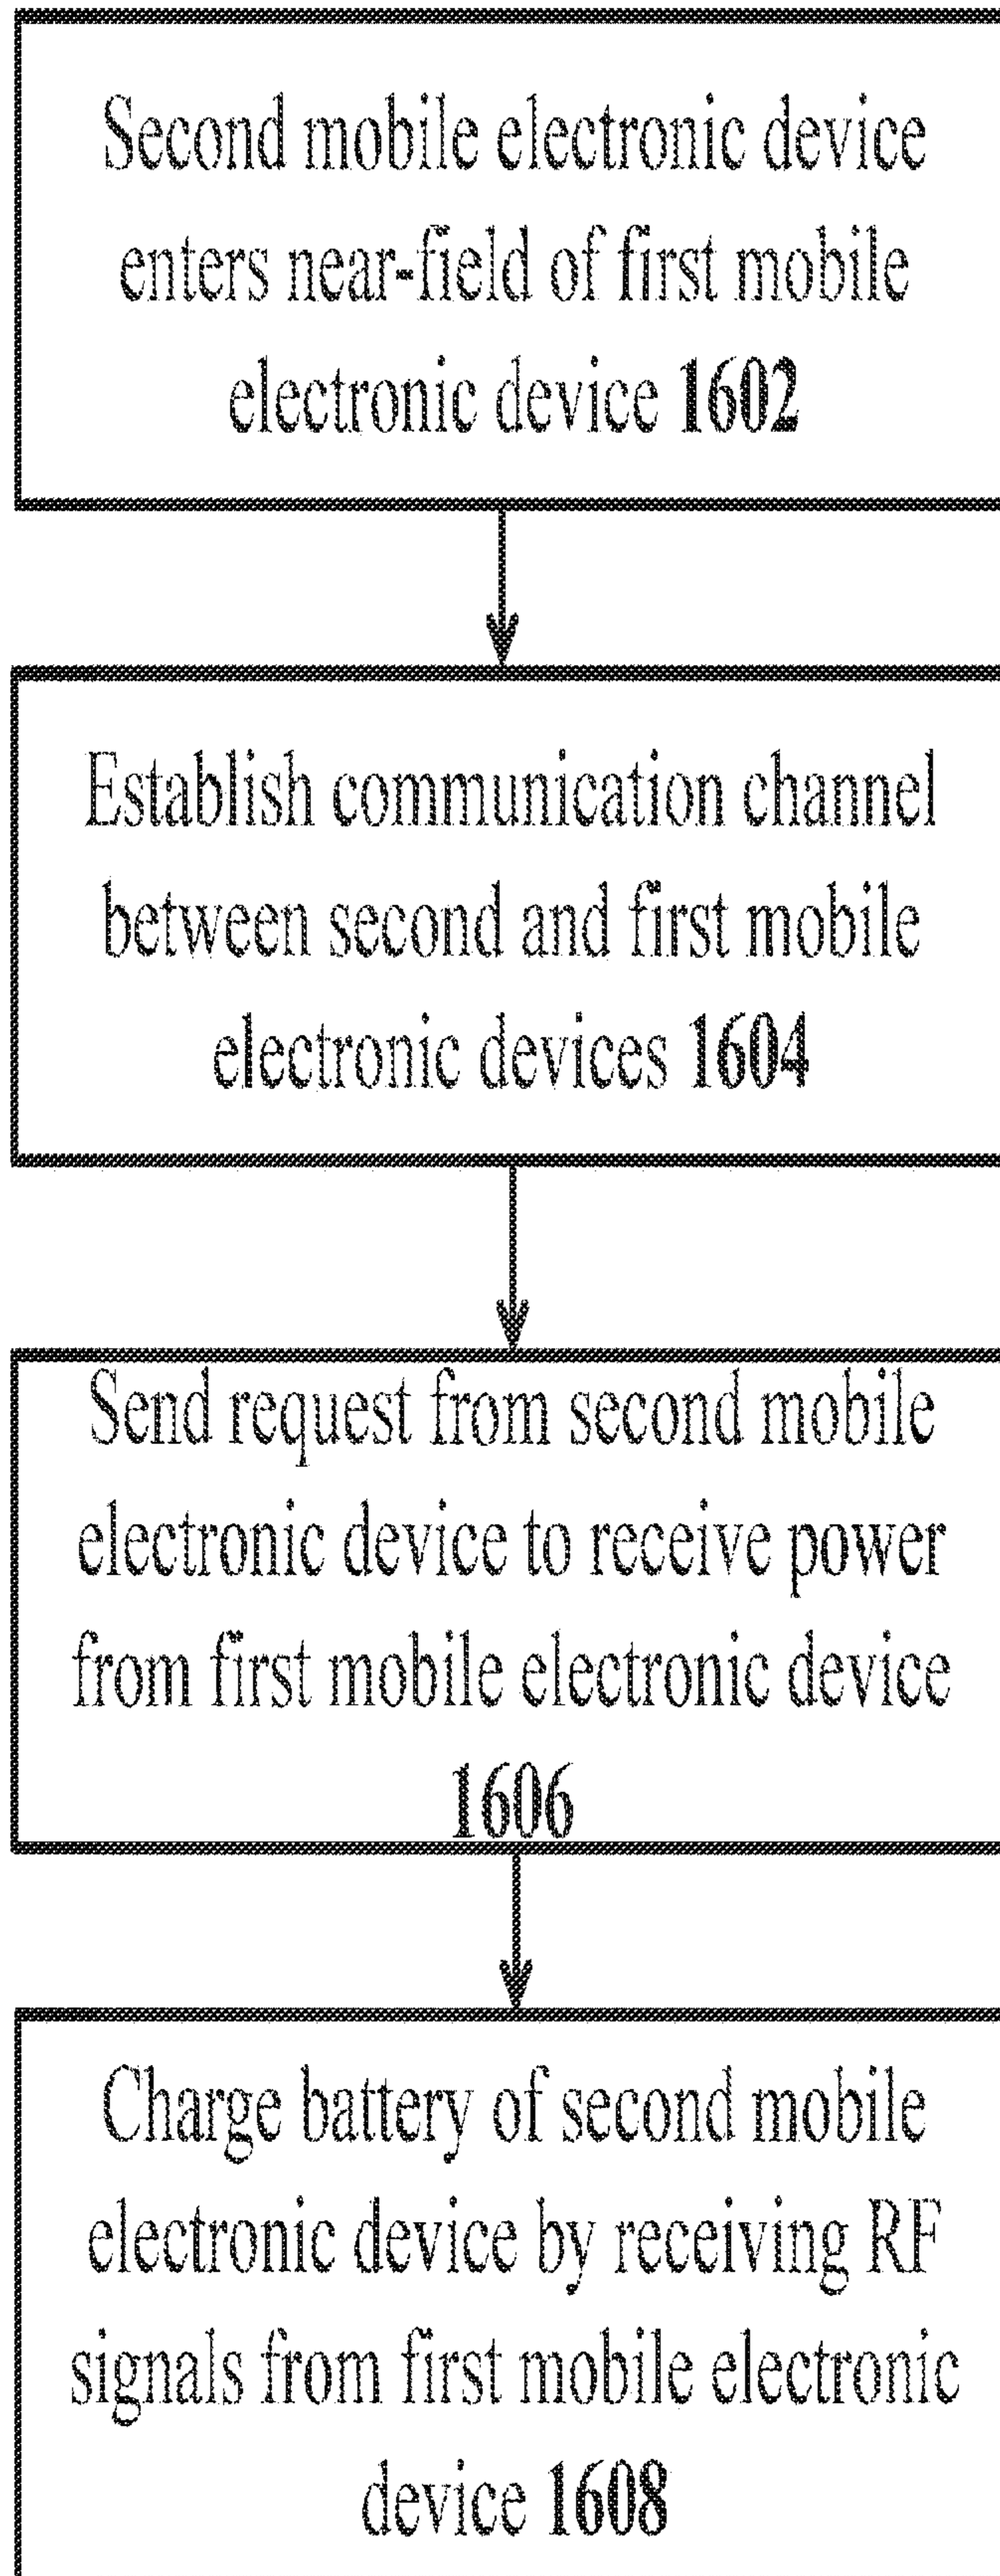 Second mobile electronic device
enters near-field of first mobile
electronic device 1602
Establish communication channel
between second and first mobile
electronic devices 1604
Send request from second mobile
electronic device to receive power
from first mobile electronic device
1606
Charge battery of second mobile
electronic device by receiving RF
signals from first mobile electronic
device 1608